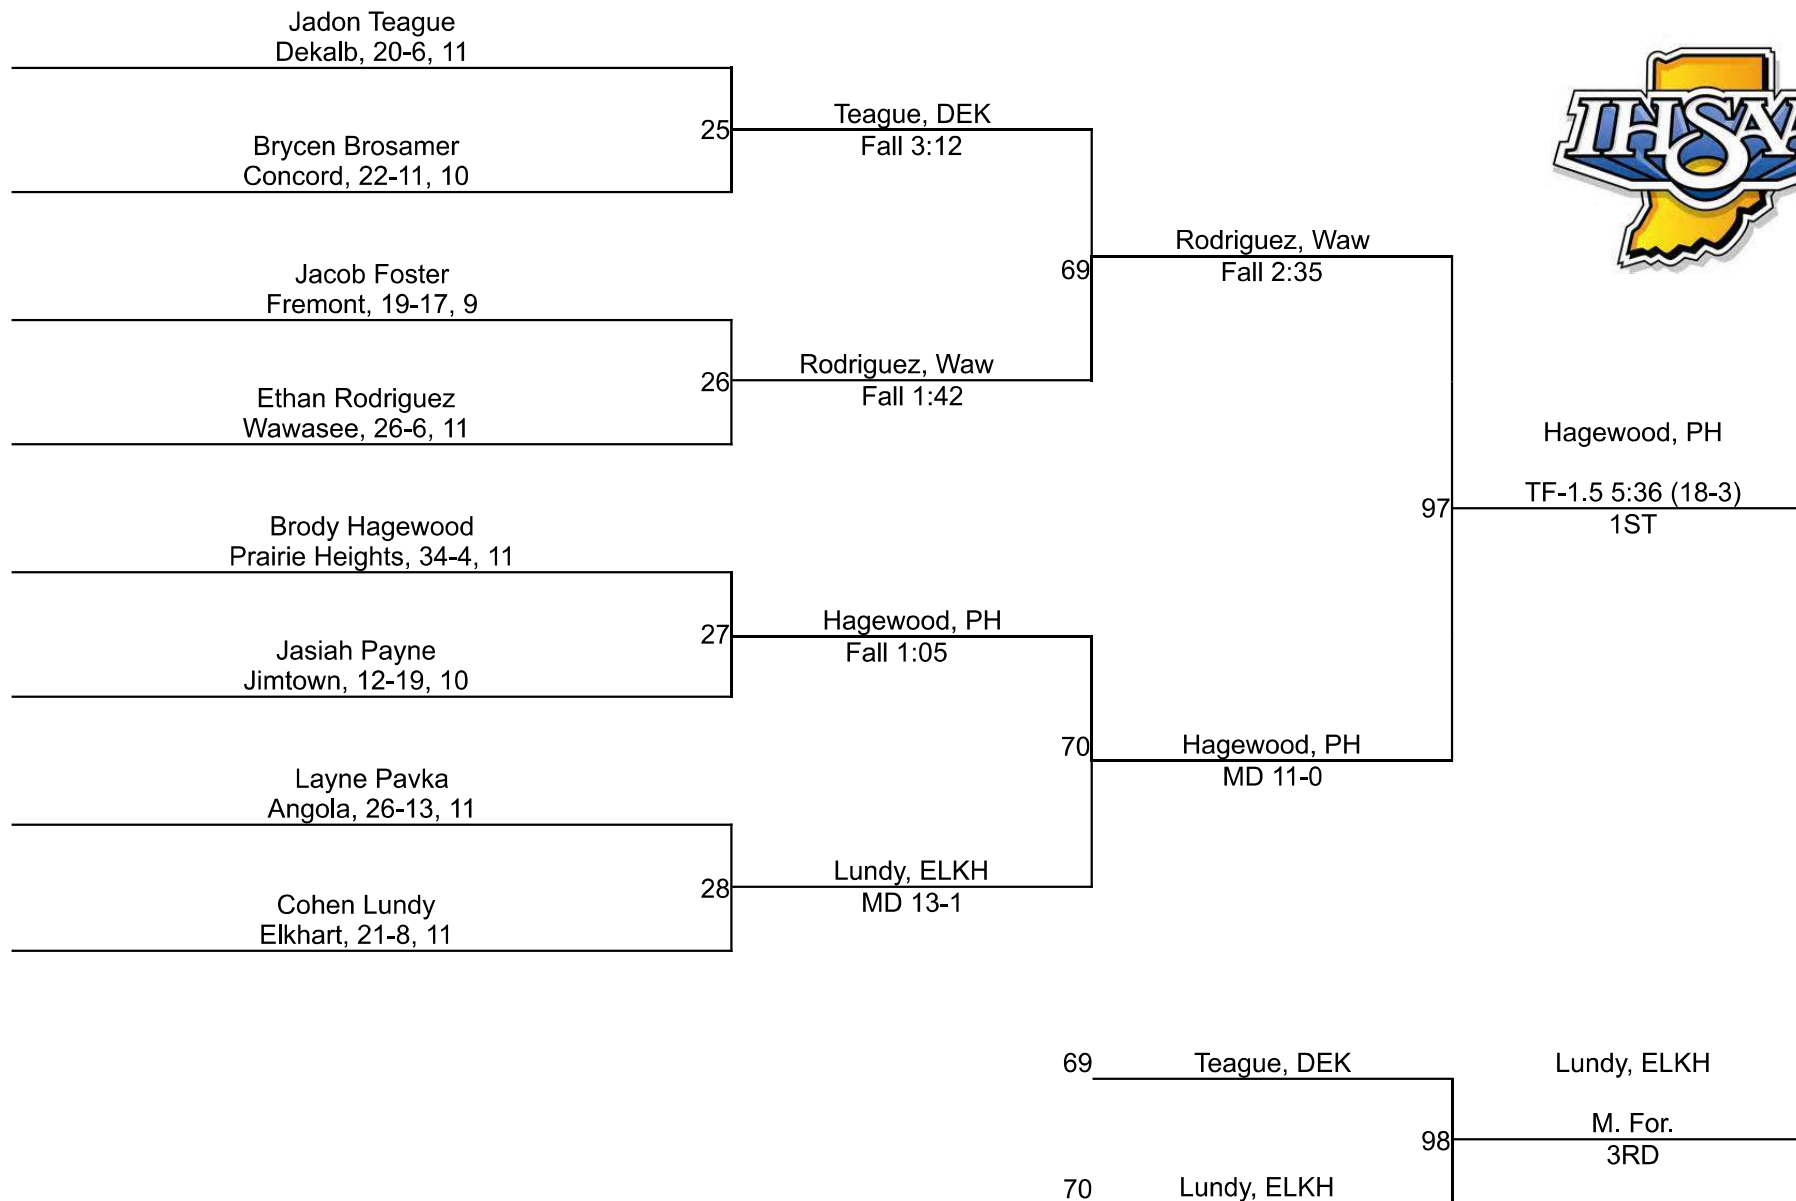 Jadon Teague
Dekalb, 20-6, 11
25
Teague, DEK
Fall 3:12
Brycen Brosamer
Concord, 22-11, 10
IHSAA
69
Rodriguez, Waw
Fall 2:35
Jacob Foster
Fremont, 19-17, 9
26
Rodriguez, Waw
Fall 1:42
Ethan Rodriguez
Wawasee, 26-6, 11
97
Hagewood, PH
TF-1.5 5:36 (18-3)
1ST
Brody Hagewood
Prairie Heights, 34-4, 11
27
Hagewood, PH
Fall 1:05
Jasiah Payne
Jimtown, 12-19, 10
70
Hagewood, PH
MD 11-0
Layne Pavka
Angola, 26-13, 11
28
Lundy, ELKH
MD 13-1
Cohen Lundy
Elkhart, 21-8, 11
69
Teague, DEK
Lundy, ELKH
98
M. For.
3RD
70
Lundy, ELKH